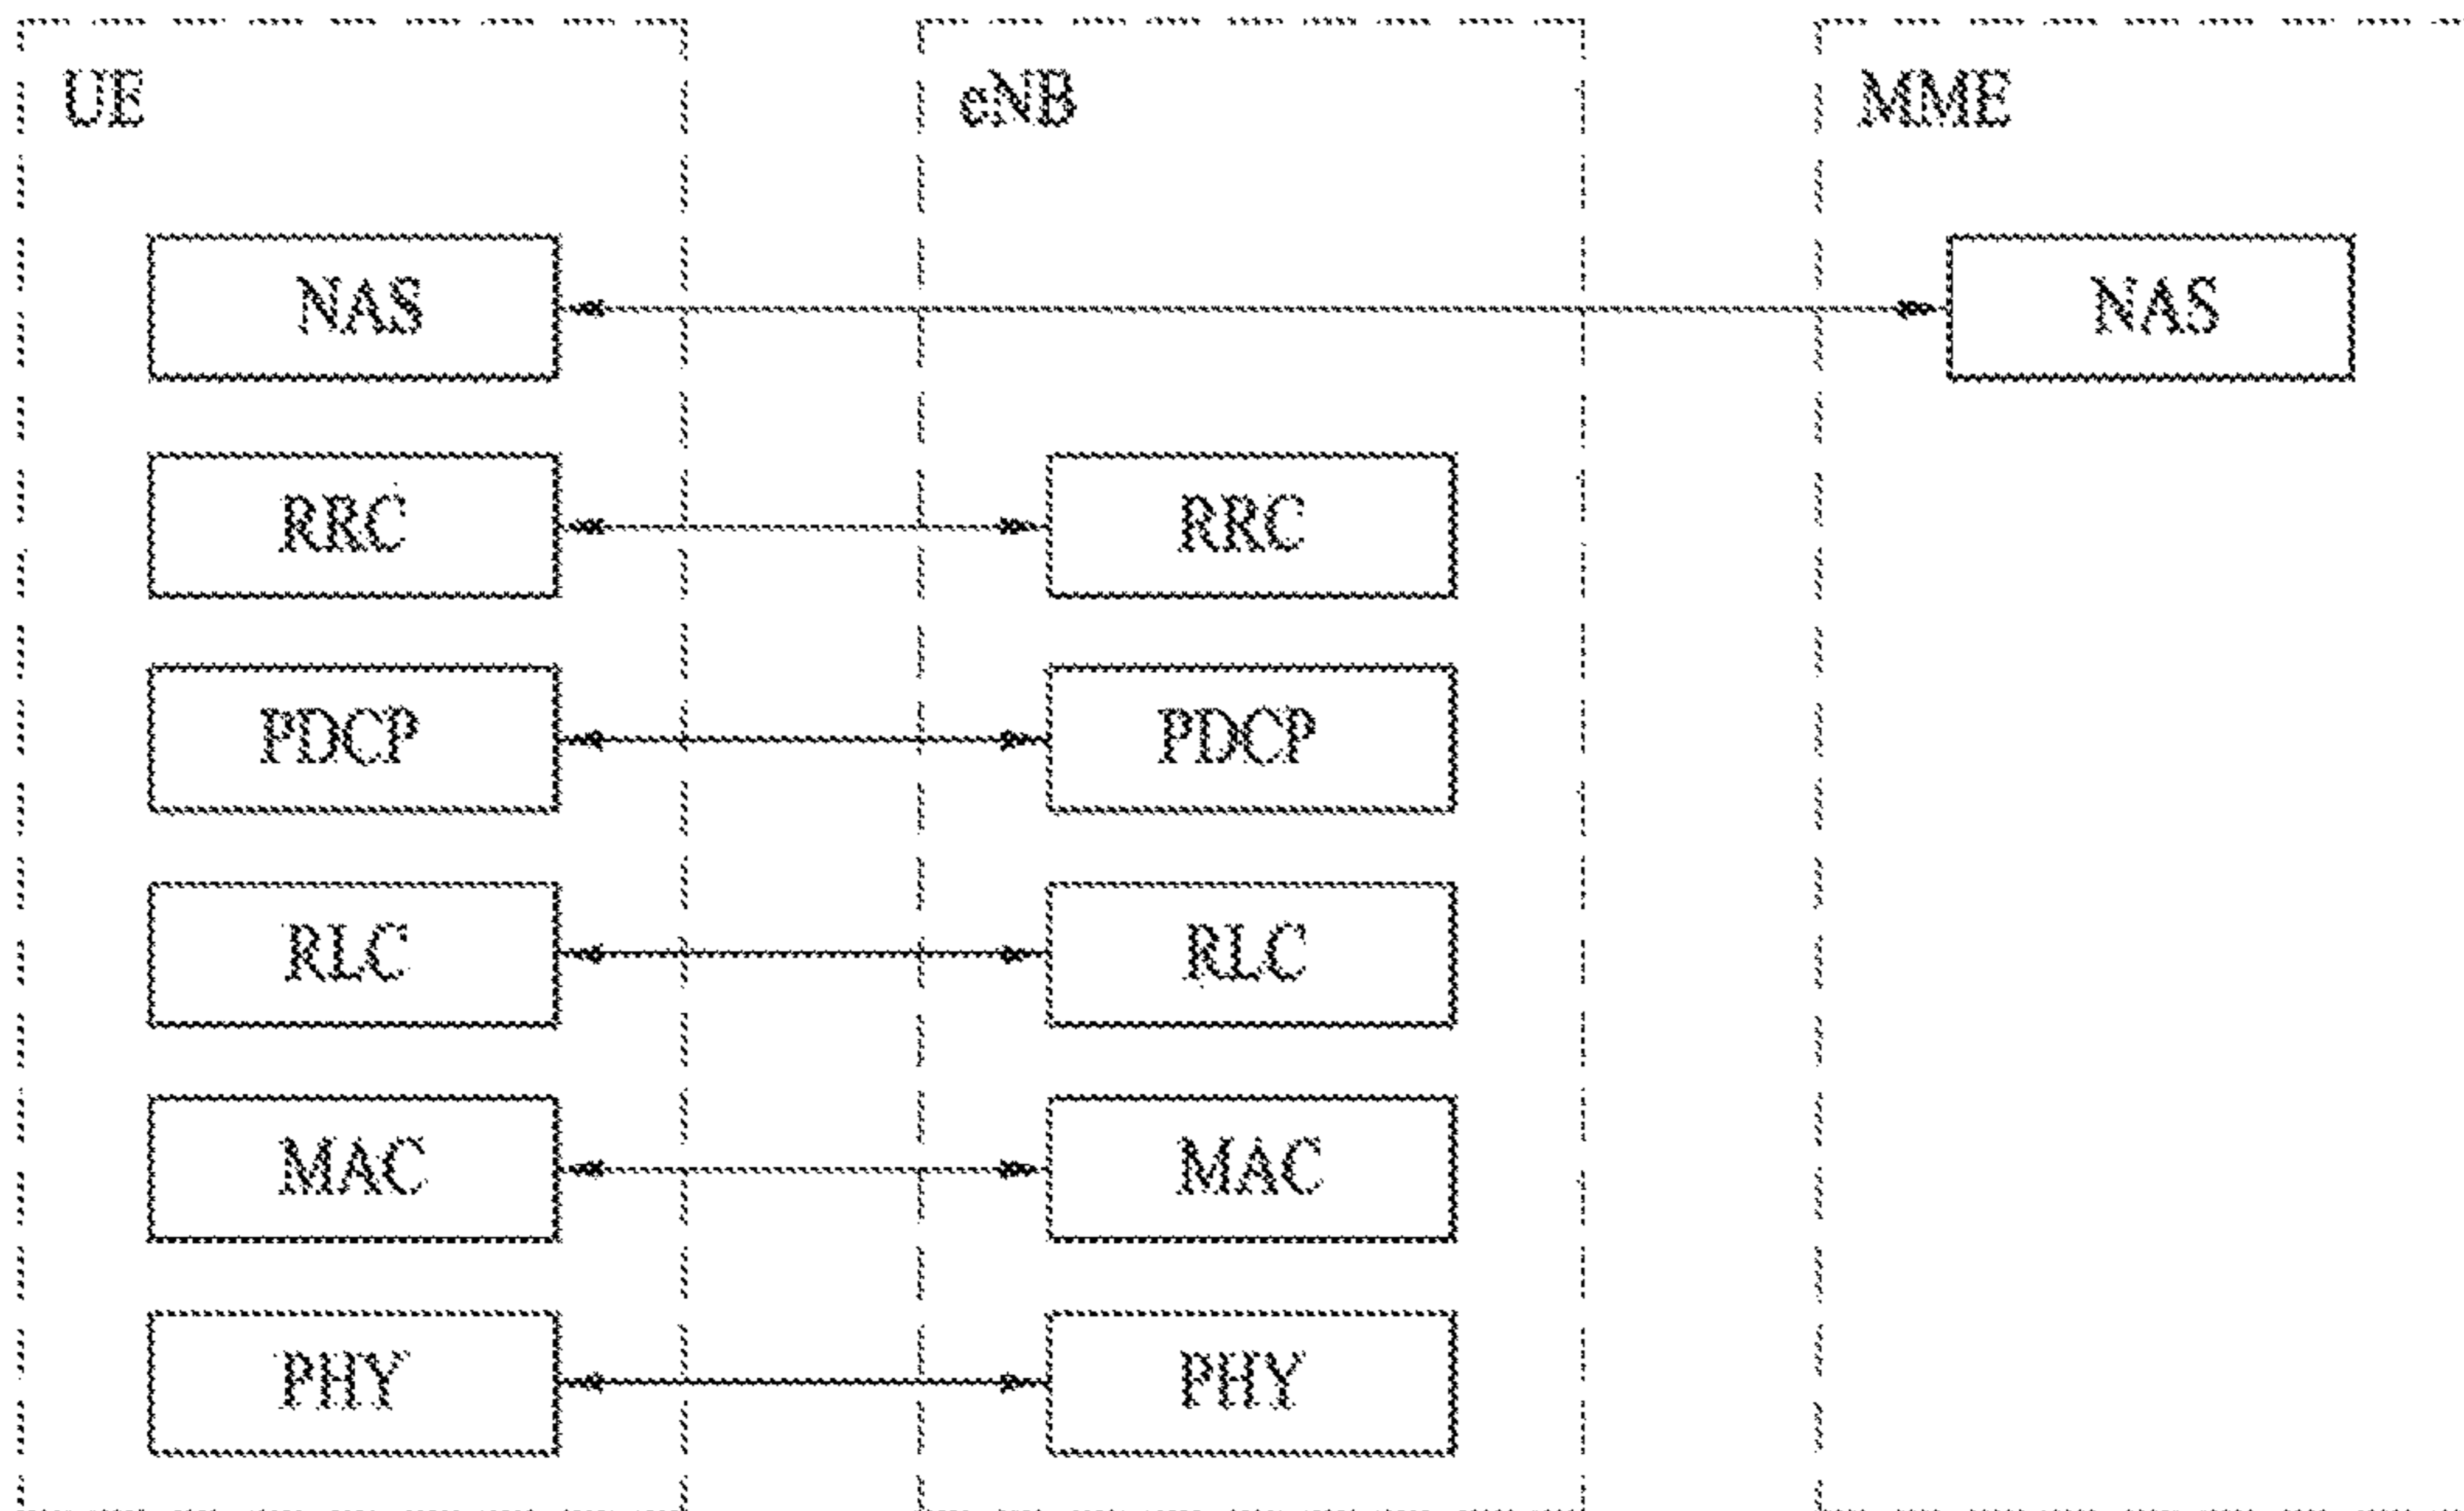 UE eNB MME
NAS NAS
RRC RRC
PDCP PDCP
RLC RLC
MAC MAC
PHY PHY